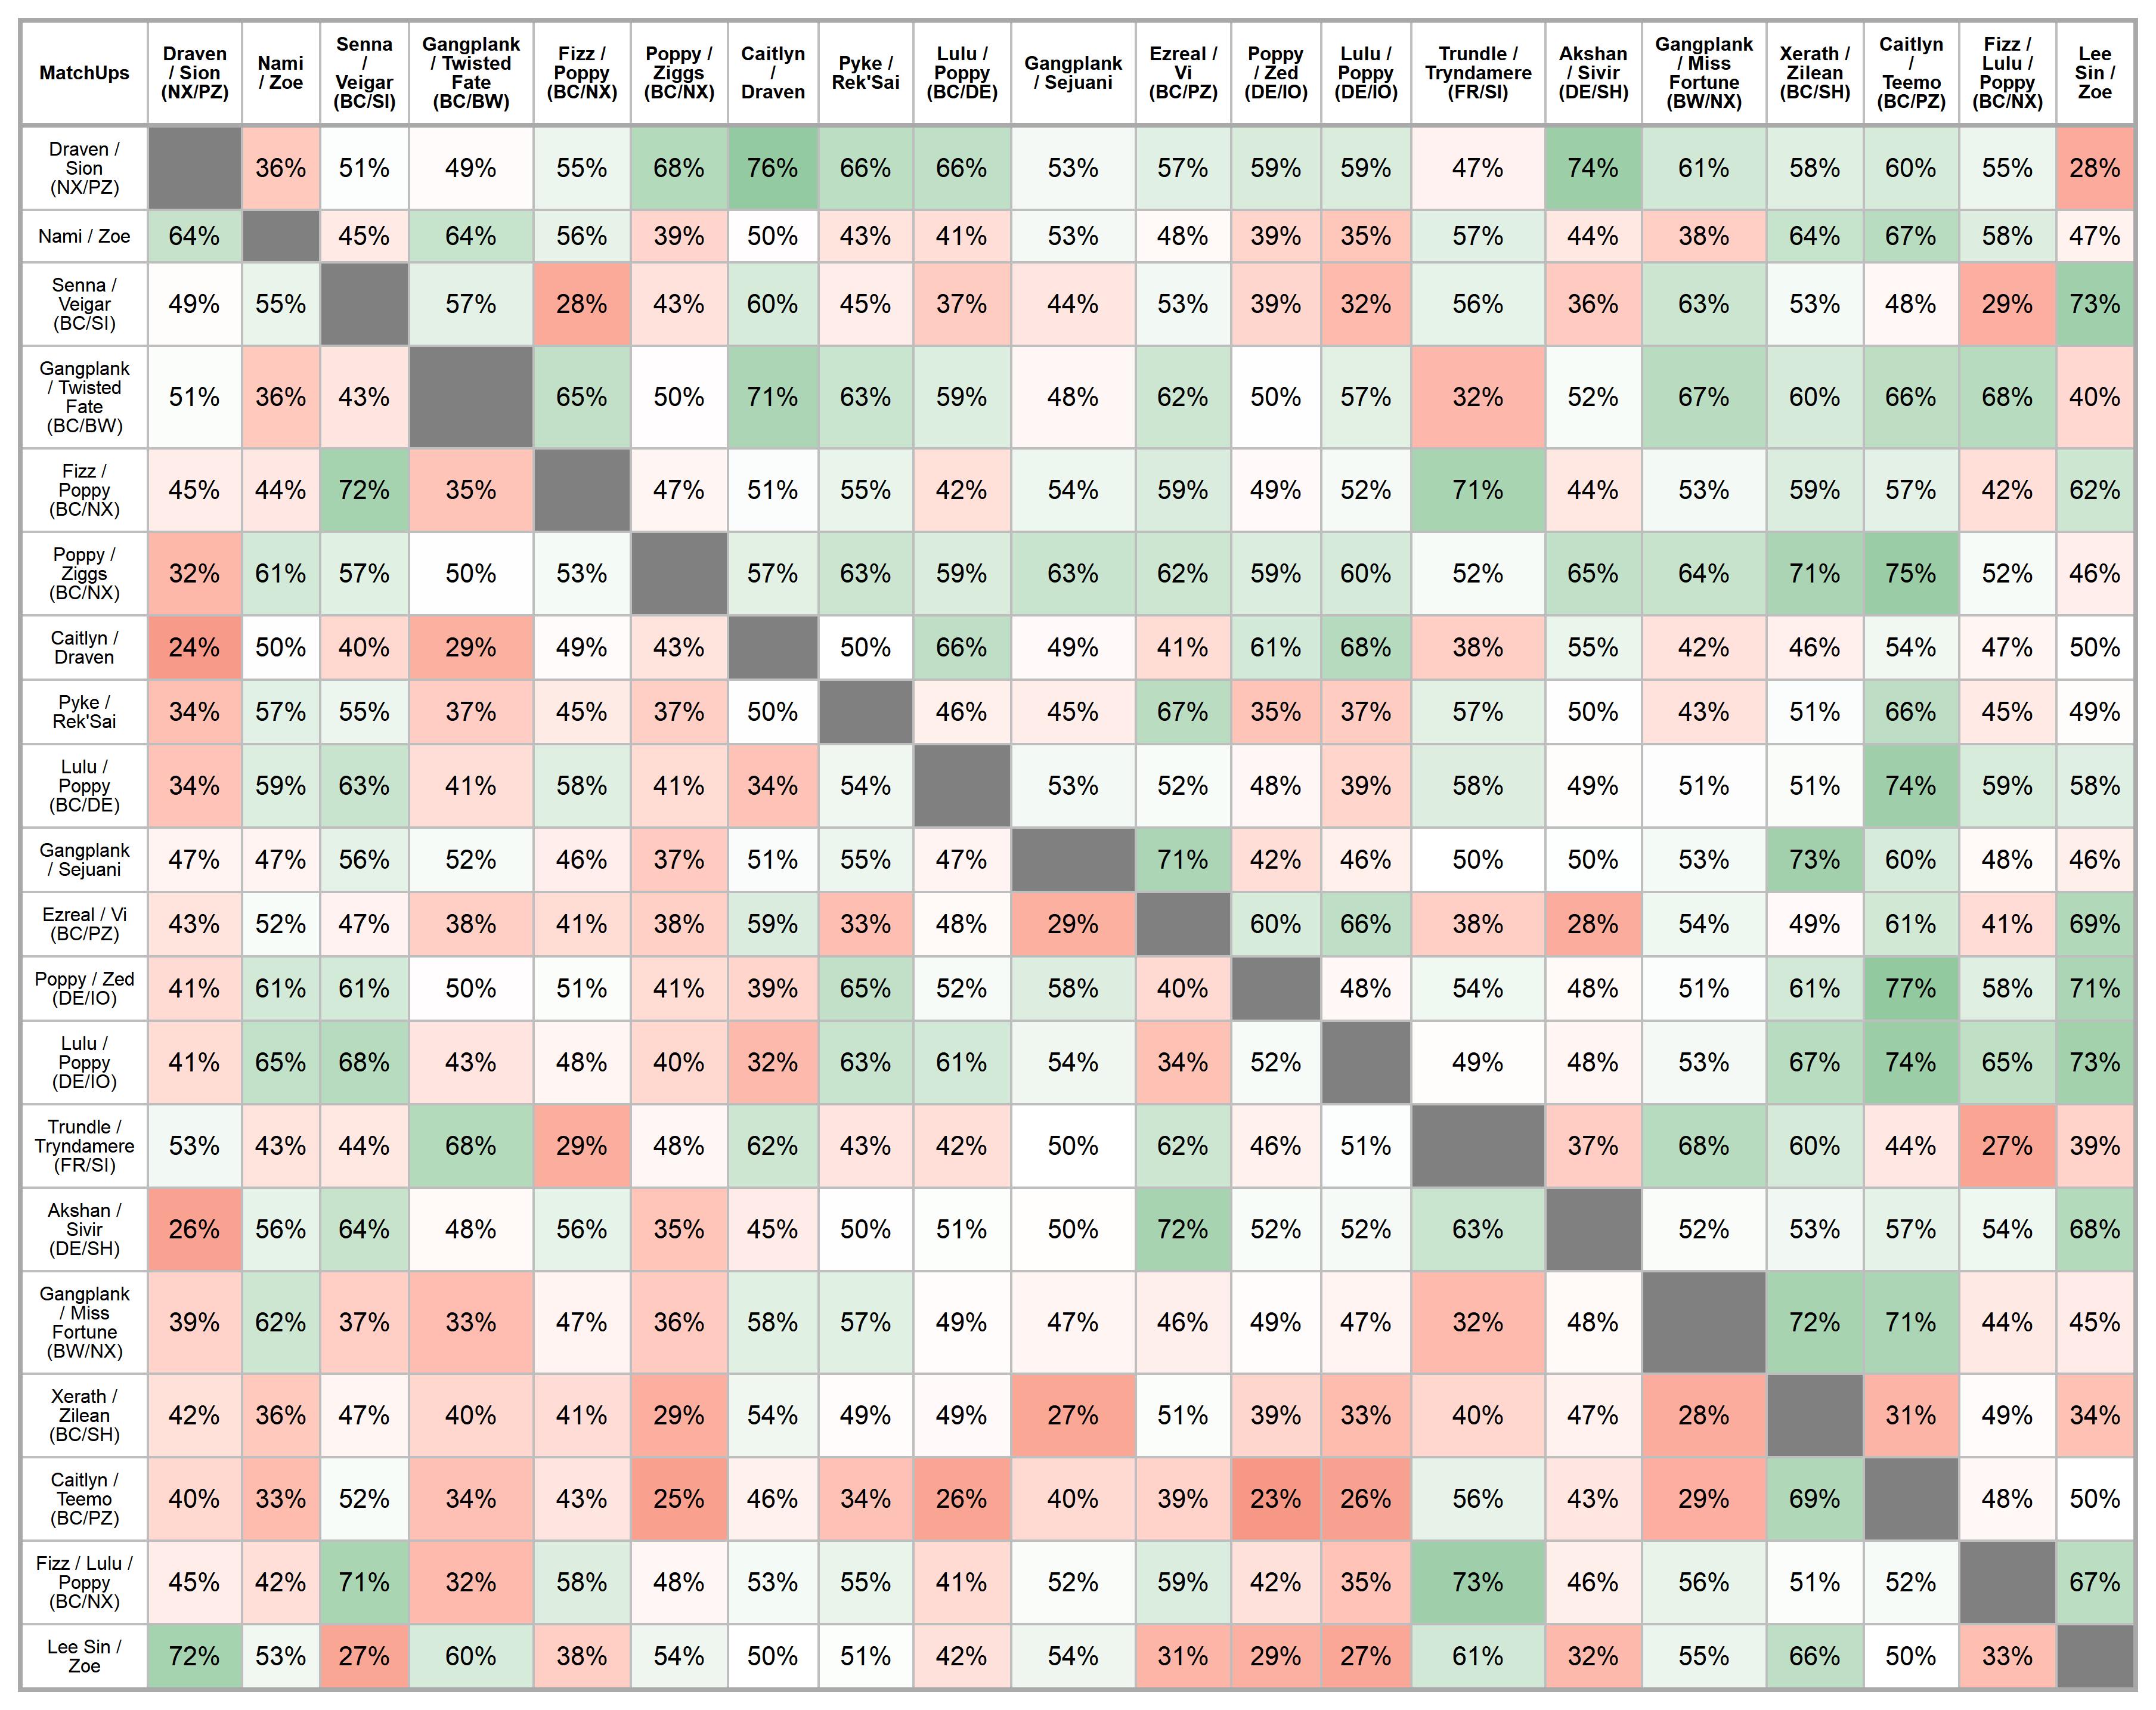 MatchUps Draven / Sion (NX/PZ) Nami / Zoe Senna / Veigar (BC/SI) Gangplank / Twisted Fate (BC/BW) Fizz / Poppy (BC/NX) Poppy / Ziggs (BC/NX) Caitlyn / Draven Pyke / Rek'Sai Lulu / Poppy (BC/DE) Gangplank / Sejuani Ezreal / Vi (BC/PZ) Poppy / Zed (DE/IO) Lulu / Poppy (DE/IO) Trundle / Tryndamere (FR/SI) Akshan / Sivir (DE/SH) Gangplank / Miss Fortune (BW/NX) Xerath / Zilean (BC/SH) Caitlyn / Teemo (BC/PZ) Fizz / Lulu / Poppy (BC/NX) Lee Sin / Zoe
Draven / Sion (NX/PZ) 36% 51% 49% 55% 68% 76% 66% 66% 53% 57% 59% 59% 47% 74% 61% 58% 60% 55% 28%
Nami / Zoe 64% 45% 64% 56% 39% 50% 43% 41% 53% 48% 39% 35% 57% 44% 38% 64% 67% 58% 47%
Senna / Veigar (BC/SI) 49% 55% 57% 28% 43% 60% 45% 37% 44% 53% 39% 32% 56% 36% 63% 53% 48% 29% 73%
Gangplank / Twisted Fate (BC/BW) 51% 36% 43% 65% 50% 71% 63% 59% 48% 62% 50% 57% 32% 52% 67% 60% 66% 68% 40%
Fizz / Poppy (BC/NX) 45% 44% 72% 35% 47% 51% 55% 42% 54% 59% 49% 52% 71% 44% 53% 59% 57% 42% 62%
Poppy / Ziggs (BC/NX) 32% 61% 57% 50% 53% 57% 63% 59% 63% 62% 59% 60% 52% 65% 64% 71% 75% 52% 46%
Caitlyn / Draven 24% 50% 40% 29% 49% 43% 50% 66% 49% 41% 61% 68% 38% 55% 42% 46% 54% 47% 50%
Pyke / Rek'Sai 34% 57% 55% 37% 45% 37% 50% 46% 45% 67% 35% 37% 57% 50% 43% 51% 66% 45% 49%
Lulu / Poppy (BC/DE) 34% 59% 63% 41% 58% 41% 34% 54% 53% 52% 48% 39% 58% 49% 51% 51% 74% 59% 58%
Gangplank / Sejuani 47% 47% 56% 52% 46% 37% 51% 55% 47% 71% 42% 46% 50% 50% 53% 73% 60% 48% 46%
Ezreal / Vi (BC/PZ) 43% 52% 47% 38% 41% 38% 59% 33% 48% 29% 60% 66% 38% 28% 54% 49% 61% 41% 69%
Poppy / Zed (DE/IO) 41% 61% 61% 50% 51% 41% 39% 65% 52% 58% 40% 48% 54% 48% 51% 61% 77% 58% 71%
Lulu / Poppy (DE/IO) 41% 65% 68% 43% 48% 40% 32% 63% 61% 54% 34% 52% 49% 48% 53% 67% 74% 65% 73%
Trundle / Tryndamere (FR/SI) 53% 43% 44% 68% 29% 48% 62% 43% 42% 50% 62% 46% 51% 37% 68% 60% 44% 27% 39%
Akshan / Sivir (DE/SH) 26% 56% 64% 48% 56% 35% 45% 50% 51% 50% 72% 52% 52% 63% 52% 53% 57% 54% 68%
Gangplank / Miss Fortune (BW/NX) 39% 62% 37% 33% 47% 36% 58% 57% 49% 47% 46% 49% 47% 32% 48% 72% 71% 44% 45%
Xerath / Zilean (BC/SH) 42% 36% 47% 40% 41% 29% 54% 49% 49% 27% 51% 39% 33% 40% 47% 28% 31% 49% 34%
Caitlyn / Teemo (BC/PZ) 40% 33% 52% 34% 43% 25% 46% 34% 26% 40% 39% 23% 26% 56% 43% 29% 69% 48% 50%
Fizz / Lulu / Poppy (BC/NX) 45% 42% 71% 32% 58% 48% 53% 55% 41% 52% 59% 42% 35% 73% 46% 56% 51% 52% 67%
Lee Sin / Zoe 72% 53% 27% 60% 38% 54% 50% 51% 42% 54% 31% 29% 27% 61% 32% 55% 66% 50% 33%